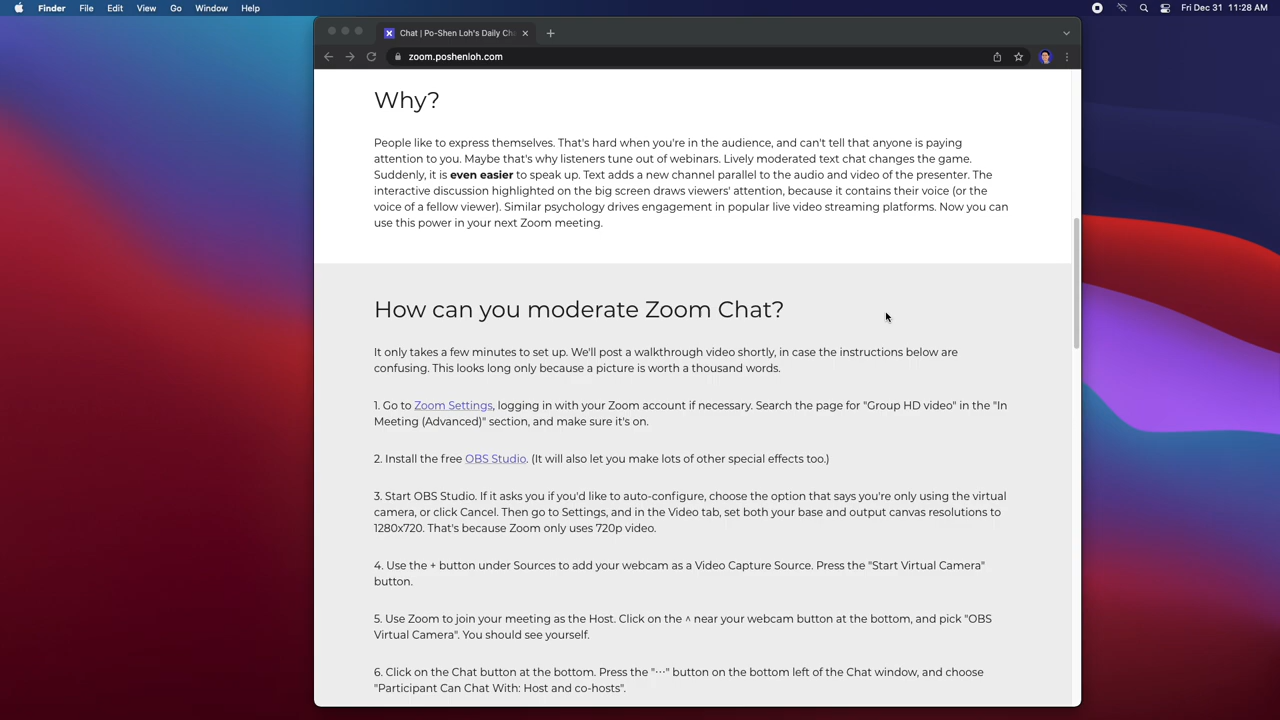 Finder File Edit View Go Window Help Fri Dec 31 11:28 AM
Chat | Po-Shen Loh's Daily Ch
zoom.poshenloh.com
Why?
People like to express themselves. That's hard when you're in the audience, and can't tell that anyone is paying
attention to you. Maybe that's why listeners tune out of webinars. Lively moderated text chat changes the game.
Suddenly, it is even easier to speak up. Text adds a new channel parallel to the audio and video of the presenter. The
interactive discussion highlighted on the big screen draws viewers' attention, because it contains their voice (or the
voice of a fellow viewer). Similar psychology drives engagement in popular live video streaming platforms. Now you can
use this power in your next Zoom meeting.
How can you moderate Zoom Chat?
It only takes a few minutes to set up. We'll post a walkthrough video shortly, in case the instructions below are
confusing. This looks long only because a picture is worth a thousand words.
1. Go to Zoom Settings, logging in with your Zoom account if necessary. Search the page for "Group HD video" in the "In
Meeting (Advanced)" section, and make sure it's on.
2. Install the free OBS Studio. (It will also let you make lots of other special effects too.)
3. Start OBS Studio. If it asks you if you'd like to auto-configure, choose the option that says you're only using the virtual
camera, or click Cancel. Then go to Settings, and in the Video tab, set both your base and output canvas resolutions to
1280x720. That's because Zoom only uses 720p video.
4. Use the + button under Sources to add your webcam as a Video Capture Source. Press the "Start Virtual Camera"
button.
5. Use Zoom to join your meeting as the Host. Click on the ^ near your webcam button at the bottom, and pick "OBS
Virtual Camera". You should see yourself.
6. Click on the Chat button at the bottom. Press the "···" button on the bottom left of the Chat window, and choose
"Participant Can Chat With: Host and co-hosts".